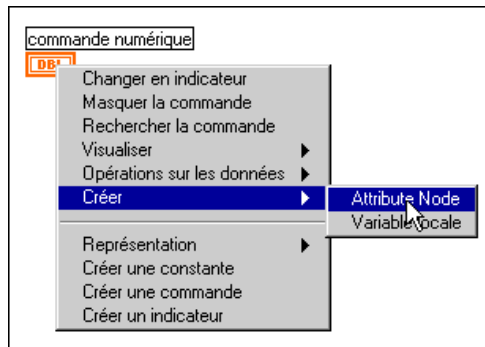 commande numérique
DBL
Changer en indicateur
Masquer la commande
Rechercher la commande
Visualiser
Opérations sur les données
Créer
Attribute Node
Variable locale
Représentation
Créer une constante
Créer une commande
Créer un indicateur